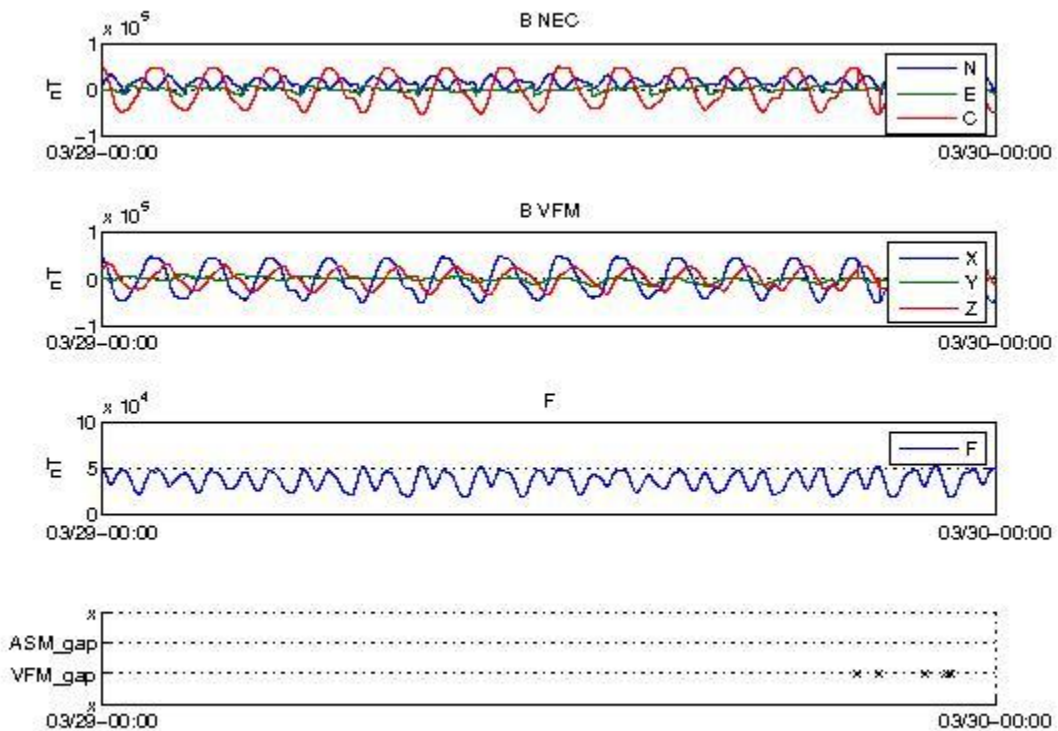 B NEC
x 10^5
1
0
-1
nT
N
E
C
03/29-00:00 03/30-00:00
B VFM
x 10^5
1
0
-1
nT
X
Y
Z
03/29-00:00 03/30-00:00
F
x 10^4
10
5
0
nT
F
03/29-00:00 03/30-00:00
x
ASM_gap
VFM_gap
x
03/29-00:00 03/30-00:00